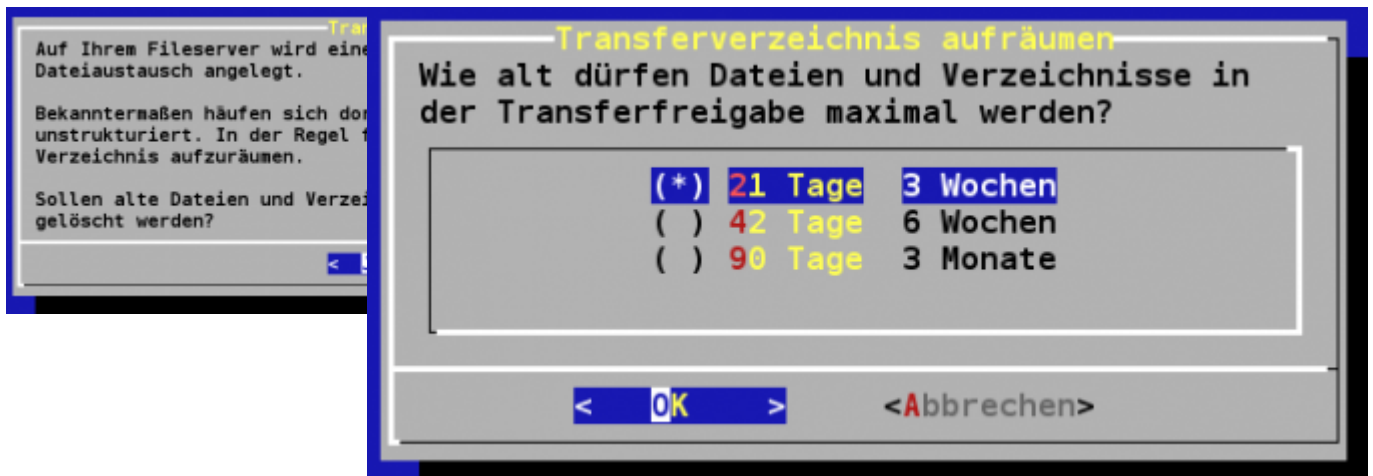 Auf Ihrem Fileserver wird eine
Dateiaustausch angelegt.
Bekanntermaßen häufen sich
unstrukturiert. In der Regel
Verzeichnis aufzuräumen.
Sollen alte Dateien und
gelöscht werden?
<
Transferverzeichnis aufräumen
Wie alt dürfen Dateien und Verzeichnisse in
der Transferfreigabe maximal werden?
(*) 21 Tage 3 Wochen
( ) 42 Tage 6 Wochen
( ) 90 Tage 3 Monate
< OK > <Abbrechen>